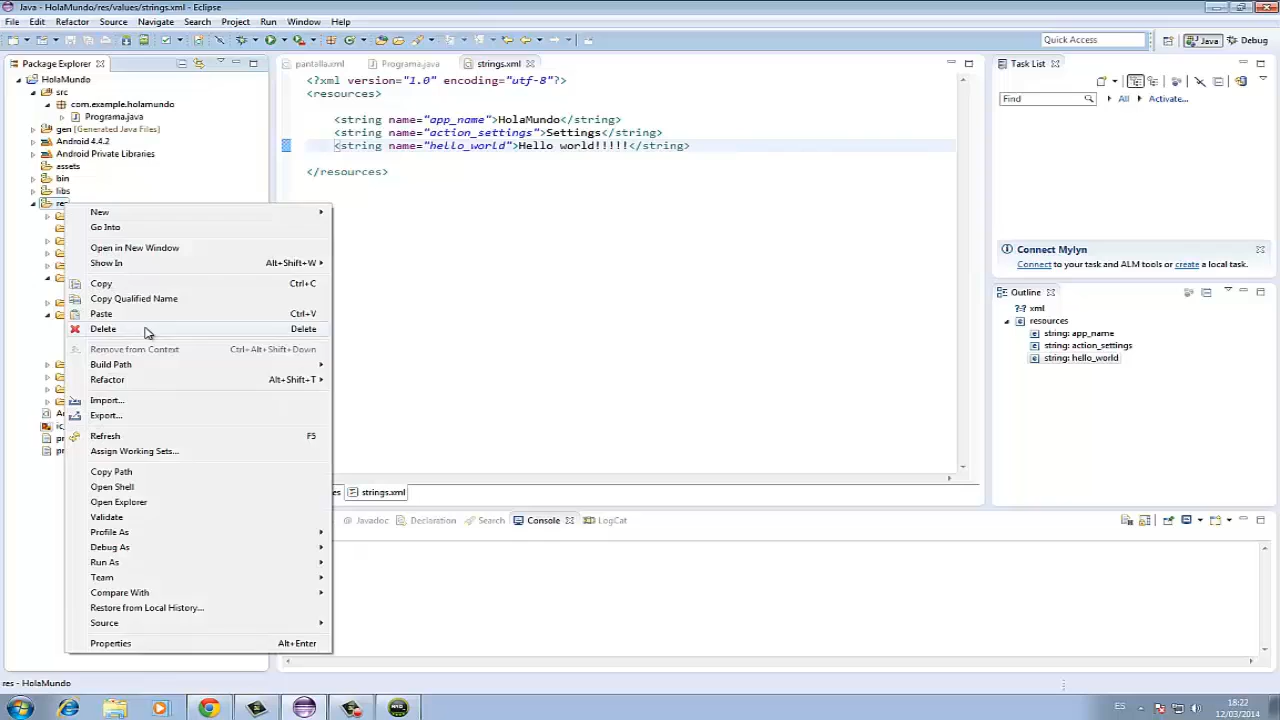 Java - HolaMundo/res/values/strings.xml - Eclipse
File Edit Refactor Source Navigate Search Project Run Window Help
Quick Access
Java
Debug
Package Explorer
HolaMundo
src
com.example.holamundo
Programa.java
gen [Generated Java Files]
Android 4.4.2
Android Private Libraries
assets
bin
libs
New
Go Into
Open in New Window
Show In Alt+Shift+W
Copy Ctrl+C
Copy Qualified Name
Paste Ctrl+V
Delete Delete
Remove from Context Ctrl+Alt+Shift+Down
Build Path
Refactor Alt+Shift+T
Import...
Export...
Refresh F5
Assign Working Sets...
Copy Path
Open Shell
Open Explorer
Validate
Profile As
Debug As
Run As
Team
Compare With
Restore from Local History...
Source
Properties Alt+Enter
pantalla.xml Programa.java strings.xml
<?xml version="1.0" encoding="utf-8"?>
<resources>
<string name="app_name">HolaMundo</string>
<string name="action_settings">Settings</string>
<string name="hello_world">Hello world!!!!!</string>
</resources>
strings.xml
Javadoc Declaration Search Console LogCat
Task List
Find All Activate...
Connect Mylyn
Connect to your task and ALM tools or create a local task.
Outline
xml
resources
string: app_name
string: action_settings
string: hello_world
res - HolaMundo
ES
18:22
12/03/2014